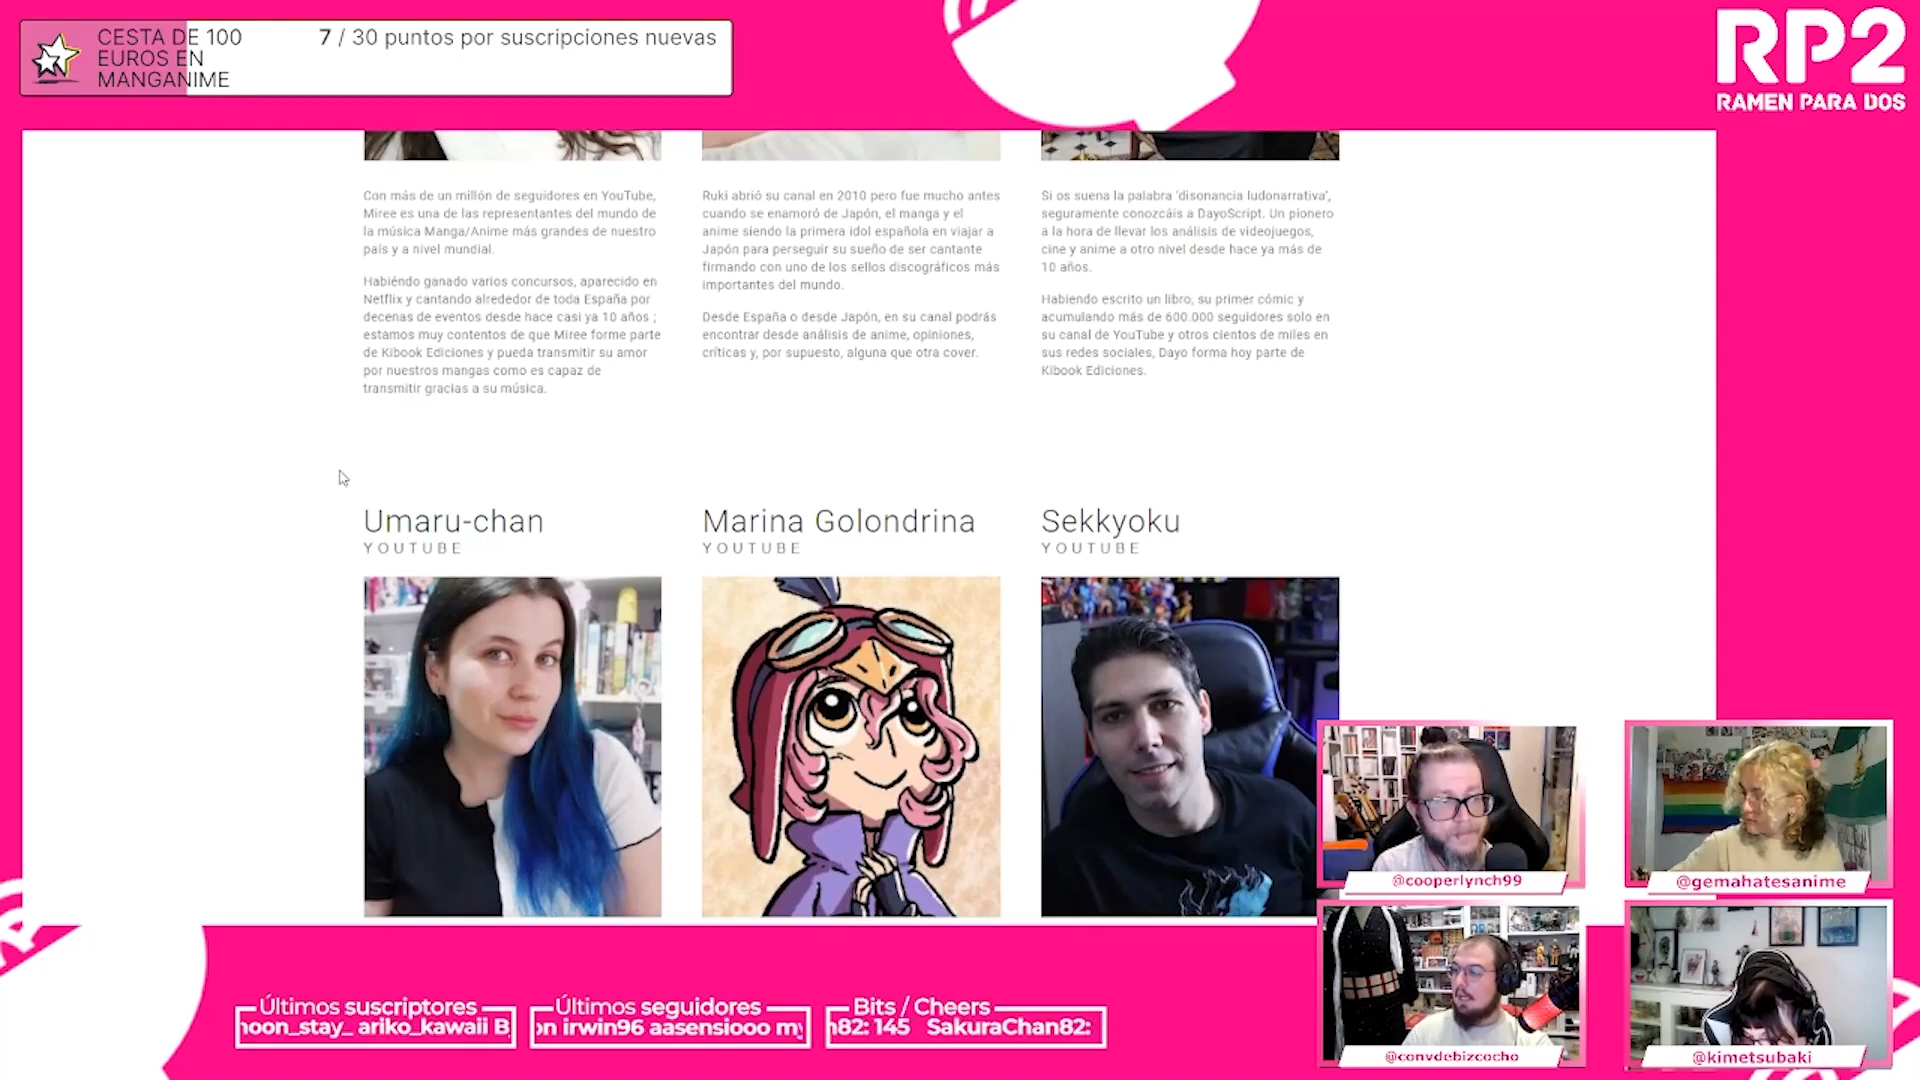 CESTA DE 100
EUROS EN
MANGANIME
7 / 30 puntos por suscripciones nuevas
RP2
RAMEN PARA DOS
Con más de un millón de seguidores en YouTube,
Miree es una de las representantes del mundo de
la música Manga/Anime más grandes de nuestro
país y a nivel mundial.
Habiéndo ganado varios concursos, aparecido en
Netflix y cantando alrededor de toda España por
decenas de eventos desde hace casi ya 10 años ;
estamos muy contentos de que Miree forme parte
de Kibook Ediciones y pueda transmitir su amor
por nuestros mangas como es capaz de
transmitir gracias a su música.
Ruki abrió su canal en 2010 pero fue mucho antes
cuando se enamoró de Japón, el manga y el
anime siendo la primera idol española en viajar a
Japón para perseguir su sueño de ser cantante
firmando con uno de los sellos discográficos más
importantes del mundo.
Desde España o desde Japón, en su canal podrás
encontrar desde análisis de anime, opiniones,
críticas y, por supuesto, alguna que otra cover.
Si os suena la palabra 'disonancia ludonarrativa',
seguramente conozcáis a DayoScript. Un pionero
a la hora de llevar los análisis de videojuegos,
cine y anime a otro nivel desde hace ya más de
10 años.
Habiendo escrito un libro, su primer cómic y
acumulando más de 600.000 seguidores solo en
su canal de YouTube y otros cientos de miles en
sus redes sociales, Dayo forma hoy parte de
Kibook Ediciones.
Umaru-chan
YOUTUBE
Marina Golondrina
YOUTUBE
Sekkyoku
YOUTUBE
@cooperlynch99
@gemahatesanime
@convdebizcocho
@kimetsubaki
Últimos suscriptores
noon_stay_ ariko_kawaii B
Últimos seguidores
on irwin96 aasensiooo my
Bits / Cheers
n82: 145 SakuraChan82: